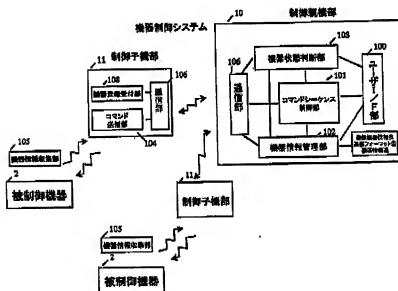 機器制御システム
10
制御親機部
11
制御子機部
108
機器状態受付部
106
通信部
コマンド
送信部
104
103
機器状態判断部
100
106
通信部
101
コマンドシーケンス
制御部
ユーザーI/F部
102
機器情報管理部
105
機器情報収集部
2
被制御機器
11
制御子機部
105
機器情報収集部
2
被制御機器